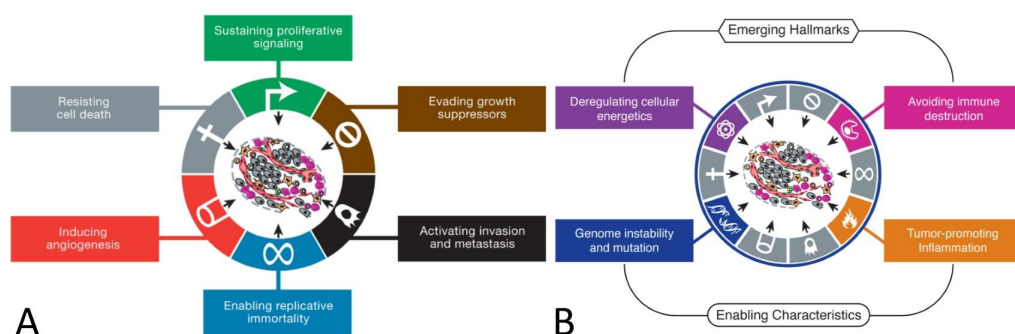 Sustaining proliferative
signaling
Resisting
cell death
Evading growth
suppressors
Inducing
angiogenesis
Activating invasion
and metastasis
Enabling replicative
immortality
A
Emerging Hallmarks
Deregulating cellular
energetics
Avoiding immune
destruction
Genome instability
and mutation
Tumor-promoting
Inflammation
Enabling Characteristics
B